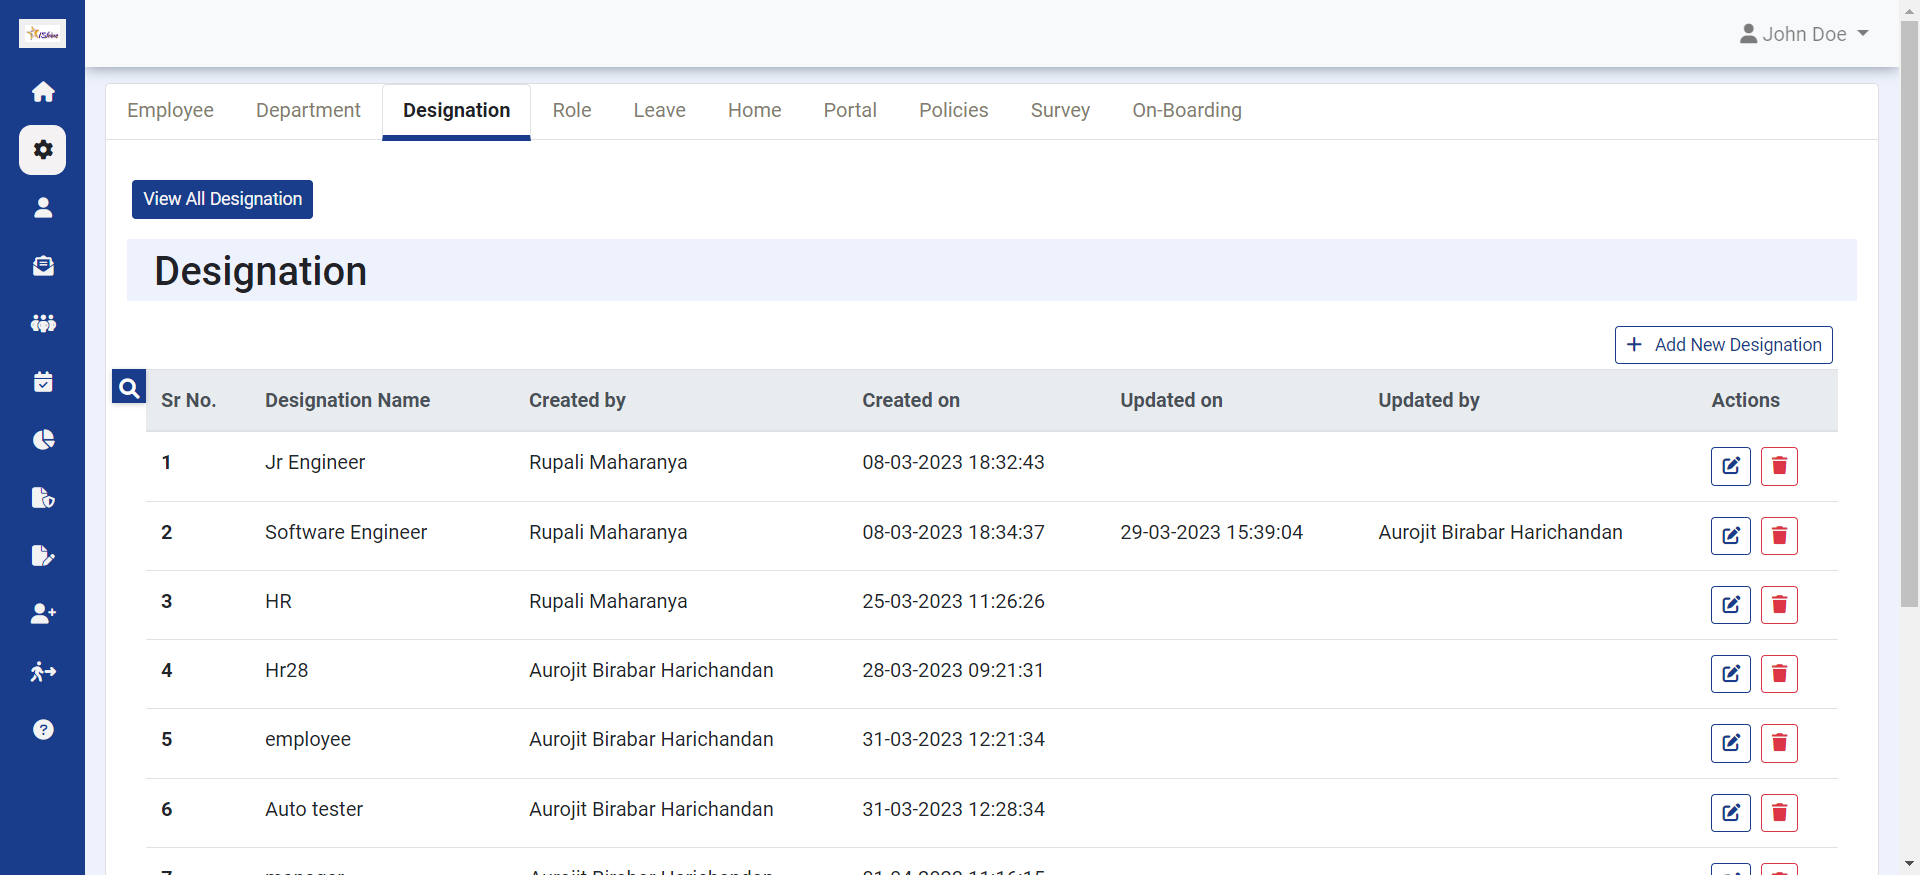 iShine
John Doe
Employee Department Designation Role Leave Home Portal Policies Survey On-Boarding
View All Designation
Designation
Add New Designation
Sr No. Designation Name Created by Created on Updated on Updated by Actions
1 Jr Engineer Rupali Maharanya 08-03-2023 18:32:43
2 Software Engineer Rupali Maharanya 08-03-2023 18:34:37 29-03-2023 15:39:04 Aurojit Birabar Harichandan
3 HR Rupali Maharanya 25-03-2023 11:26:26
4 Hr28 Aurojit Birabar Harichandan 28-03-2023 09:21:31
5 employee Aurojit Birabar Harichandan 31-03-2023 12:21:34
6 Auto tester Aurojit Birabar Harichandan 31-03-2023 12:28:34